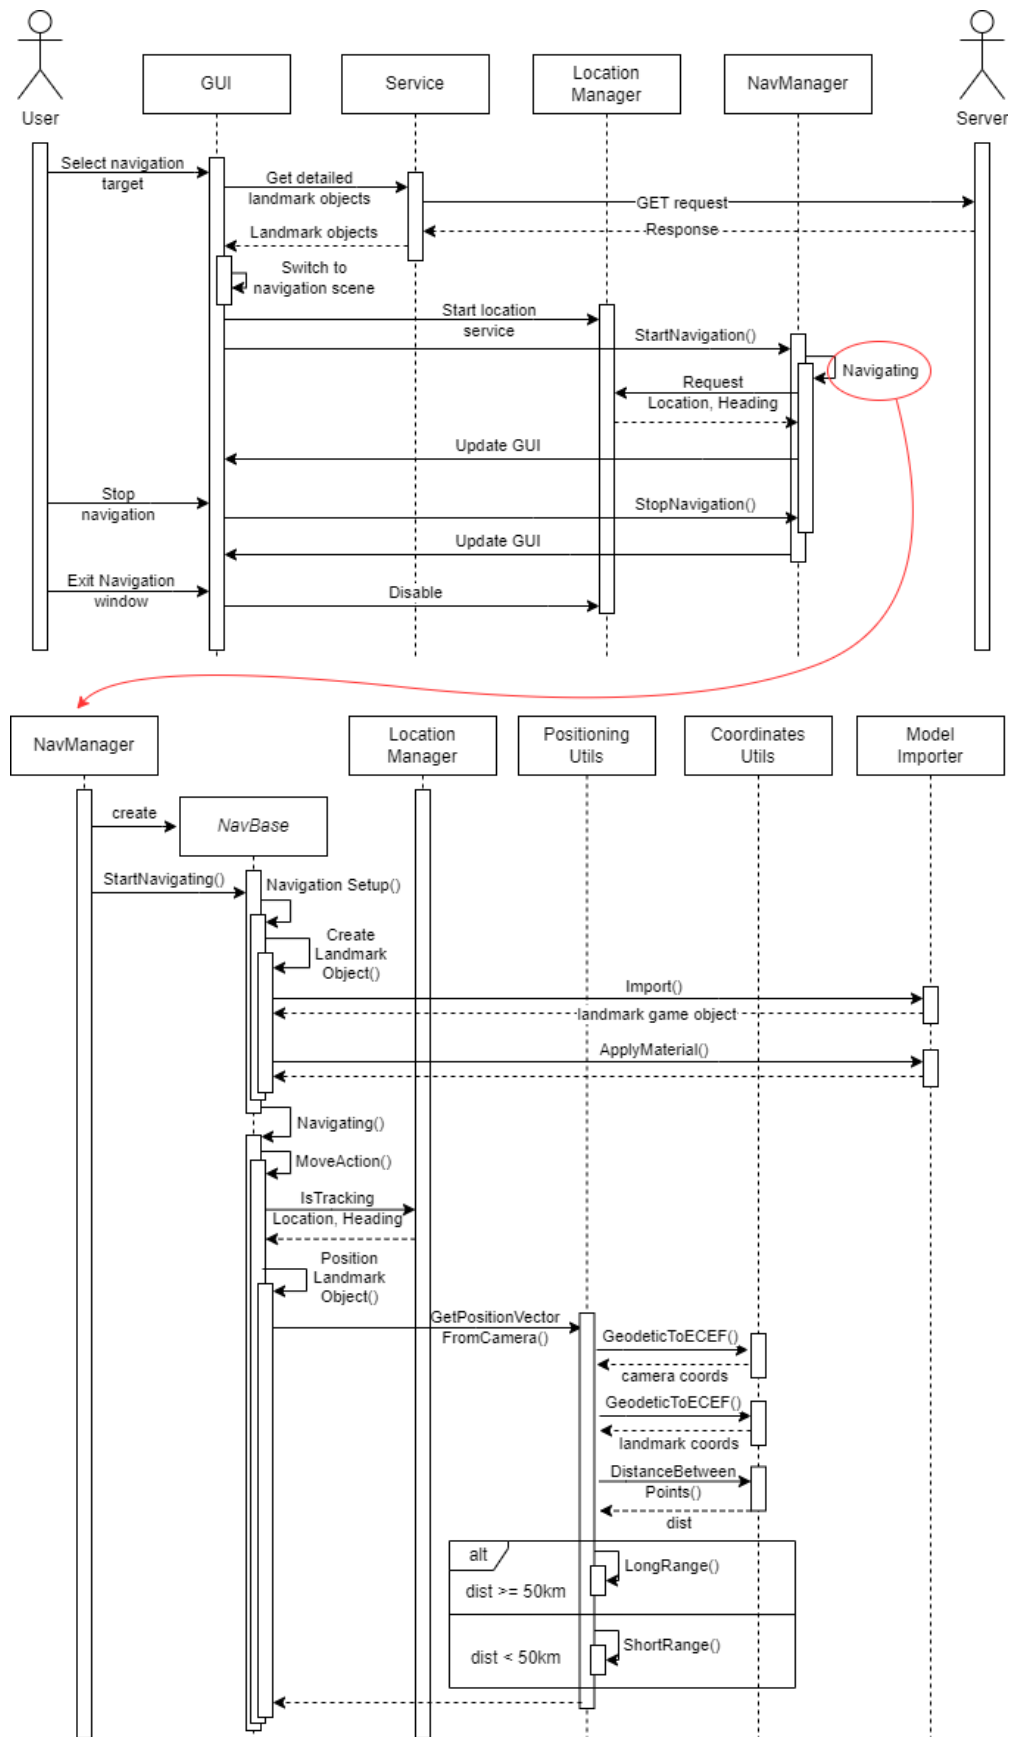 User
GUI
Service
Location
Manager
NavManager
Server
Select navigation
target
Get detailed
landmark objects
GET request
Landmark objects
Response
Switch to
navigation scene
Start location
service
StartNavigation()
Navigating
Request
Location, Heading
Update GUI
Stop
navigation
StopNavigation()
Update GUI
Exit Navigation
window
Disable
NavManager
Location
Manager
Positioning
Utils
Coordinates
Utils
Model
Importer
create
NavBase
StartNavigating()
Navigation Setup()
Create
Landmark
Object()
Import()
landmark game object
ApplyMaterial()
Navigating()
MoveAction()
IsTracking
Location, Heading
Position
Landmark
Object()
GetPositionVector
FromCamera()
GeodeticToECEF()
camera coords
GeodeticToECEF()
landmark coords
DistanceBetween
Points()
dist
alt
LongRange()
dist >= 50km
ShortRange()
dist < 50km